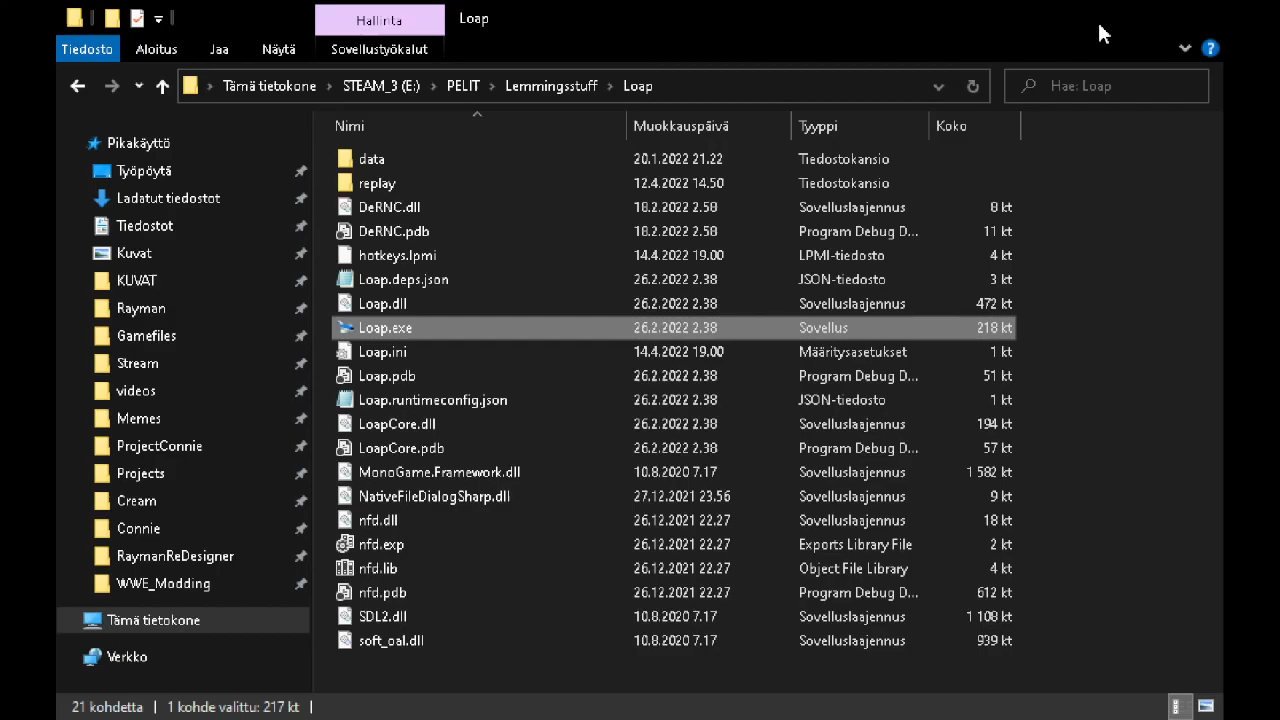 Hallinta
Loap
Tiedosto Aloitus Jaa Näytä Sovellustyökalut
Tämä tietokone STEAM_3 (E:) PELIT Lemmingsstuff Loap
Hae: Loap
Nimi Muokkauspäivä Tyyppi Koko
Pikakäyttö
Työpöytä
Ladatut tiedostot
Tiedostot
Kuvat
KUVAT
Rayman
Gamefiles
Stream
videos
Memes
ProjectConnie
Projects
Cream
Connie
RaymanReDesigner
WWE_Modding
Tämä tietokone
Verkko
data 20.1.2022 21.22 Tiedostokansio
replay 12.4.2022 14.50 Tiedostokansio
DeRNC.dll 18.2.2022 2.58 Sovelluslaajennus 8 kt
DeRNC.pdb 18.2.2022 2.58 Program Debug D... 11 kt
hotkeys.lpmi 14.4.2022 19.00 LPMI-tiedosto 4 kt
Loap.deps.json 26.2.2022 2.38 JSON-tiedosto 3 kt
Loap.dll 26.2.2022 2.38 Sovelluslaajennus 472 kt
Loap.exe 26.2.2022 2.38 Sovellus 218 kt
Loap.ini 14.4.2022 19.00 Määritysasetukset 1 kt
Loap.pdb 26.2.2022 2.38 Program Debug D... 51 kt
Loap.runtimeconfig.json 26.2.2022 2.38 JSON-tiedosto 1 kt
LoapCore.dll 26.2.2022 2.38 Sovelluslaajennus 194 kt
LoapCore.pdb 26.2.2022 2.38 Program Debug D... 57 kt
MonoGame.Framework.dll 10.8.2020 7.17 Sovelluslaajennus 1 582 kt
NativeFileDialogSharp.dll 27.12.2021 23.56 Sovelluslaajennus 9 kt
nfd.dll 26.12.2021 22.27 Sovelluslaajennus 18 kt
nfd.exp 26.12.2021 22.27 Exports Library File 2 kt
nfd.lib 26.12.2021 22.27 Object File Library 6 kt
nfd.pdb 26.12.2021 22.27 Program Debug D... 612 kt
SDL2.dll 10.8.2020 7.17 Sovelluslaajennus 1 108 kt
soft_oal.dll 10.8.2020 7.17 Sovelluslaajennus 939 kt
21 kohdetta 1 kohde valittu: 217 kt